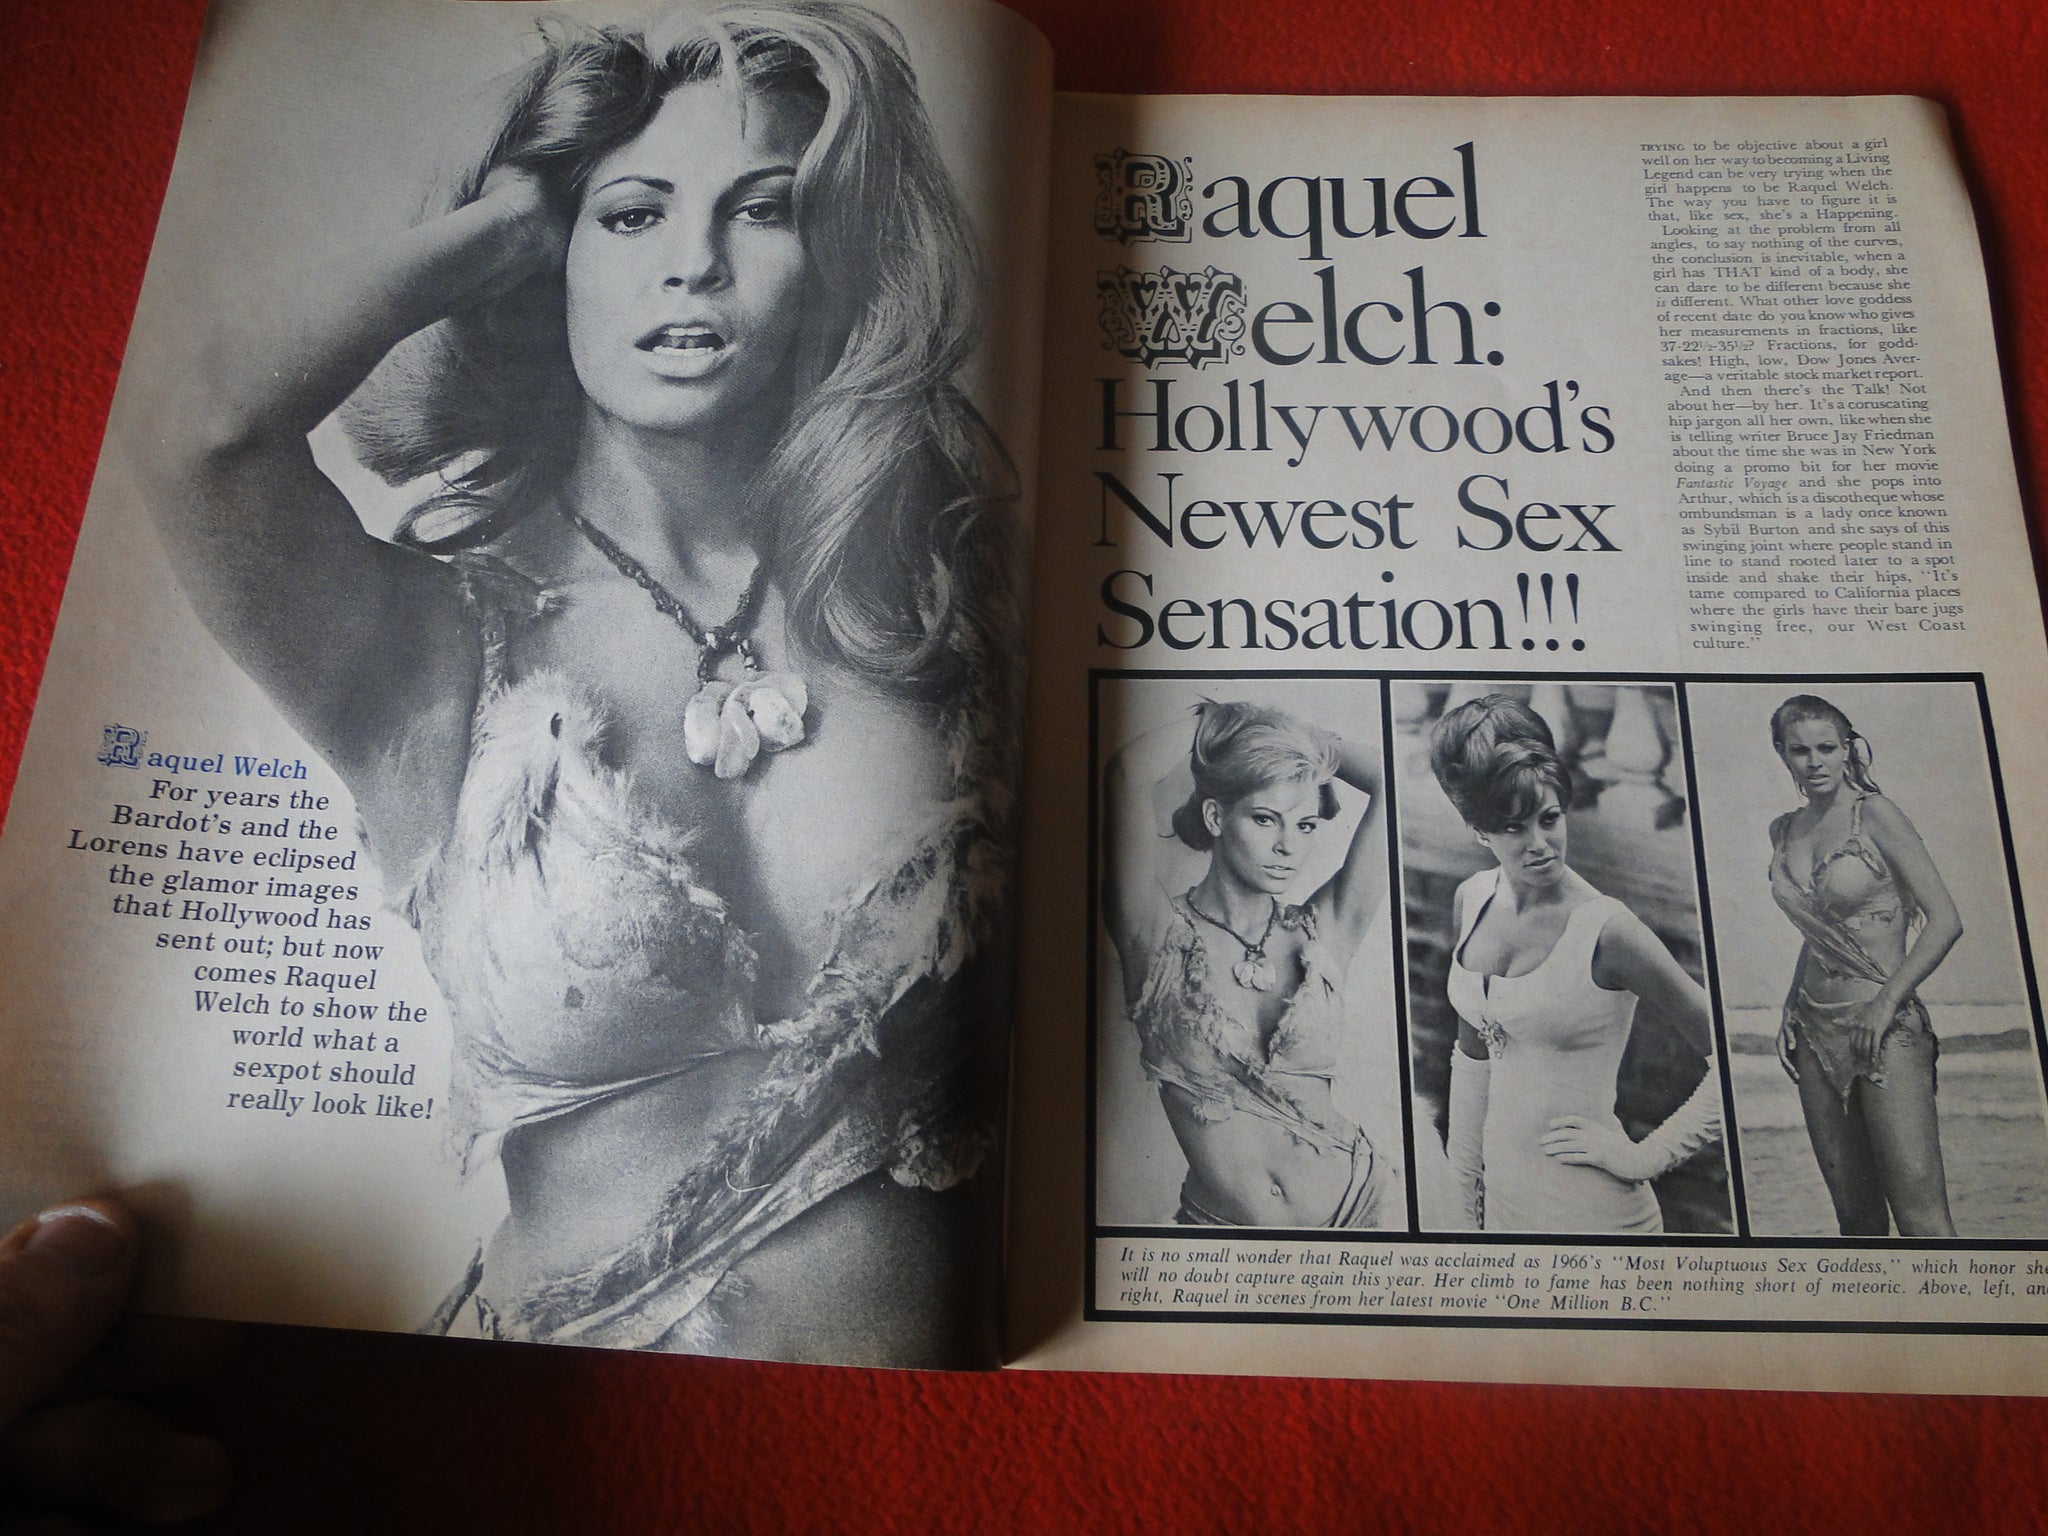 Raquel Welch
For years the
Bardot's and the
Lorens have eclipsed
the glamor images
that Hollywood has
sent out; but now
comes Raquel
Welch to show the
world what a
sexpot should
really look like!
Raquel
Welch:
Hollywood's
Newest Sex
Sensation!!!
TRYING to be objective about a girl
well on her way to becoming a Living
Legend can be very trying when the
girl happens to be Raquel Welch.
The way you have to figure it is
that, like sex, she's a Happening.
Looking at the problem from all
angles, to say nothing of the curves,
the conclusion is inevitable, when a
girl has THAT kind of a body, she
can dare to be different because she
is different. What other love goddess
of recent date do you know who gives
her measurements in fractions, like
37-22½-35½? Fractions, for godd-
sakes! High, low, Dow Jones Aver-
age—a veritable stock market report.
And then there's the Talk! Not
about her—by her. It's a coruscating
hip jargon all her own, like when she
is telling writer Bruce Jay Friedman
about the time she was in New York
doing a promo bit for her movie
Fantastic Voyage and she pops into
Arthur, which is a discotheque whose
ombundsman is a lady once known
as Sybil Burton and she says of this
swinging joint where people stand in
line to stand rooted later to a spot
inside and shake their hips, "It's
tame compared to California places
where the girls have their bare jugs
swinging free, our West Coast
culture."
It is no small wonder that Raquel was acclaimed as 1966's "Most Voluptuous Sex Goddess," which honor she
will no doubt capture again this year. Her climb to fame has been nothing short of meteoric. Above, left, an
right, Raquel in scenes from her latest movie "One Million B.C."